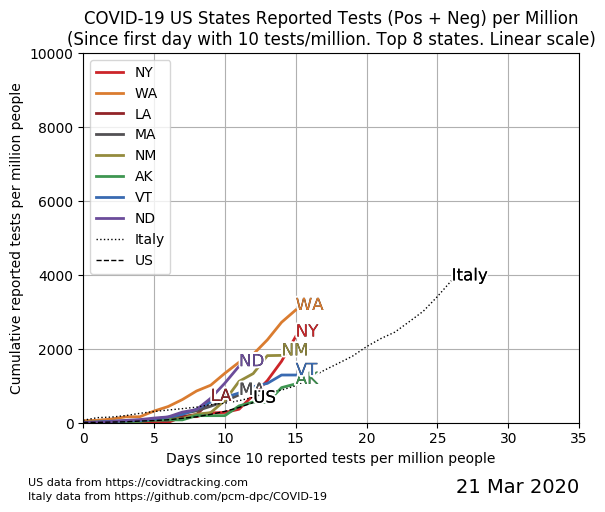 COVID-19 US States Reported Tests (Pos + Neg) per Million
(Since first day with 10 tests/million. Top 8 states. Linear scale)
Cumulative reported tests per million people
10000
8000
6000
4000
2000
0
NY
WA
LA
MA
NM
AK
VT
ND
Italy
US
Italy
WA
NY
NM
ND
VT
AK
MA
LA
US
0 5 10 15 20 25 30 35
Days since 10 reported tests per million people
US data from https://covidtracking.com
Italy data from https://github.com/pcm-dpc/COVID-19
21 Mar 2020